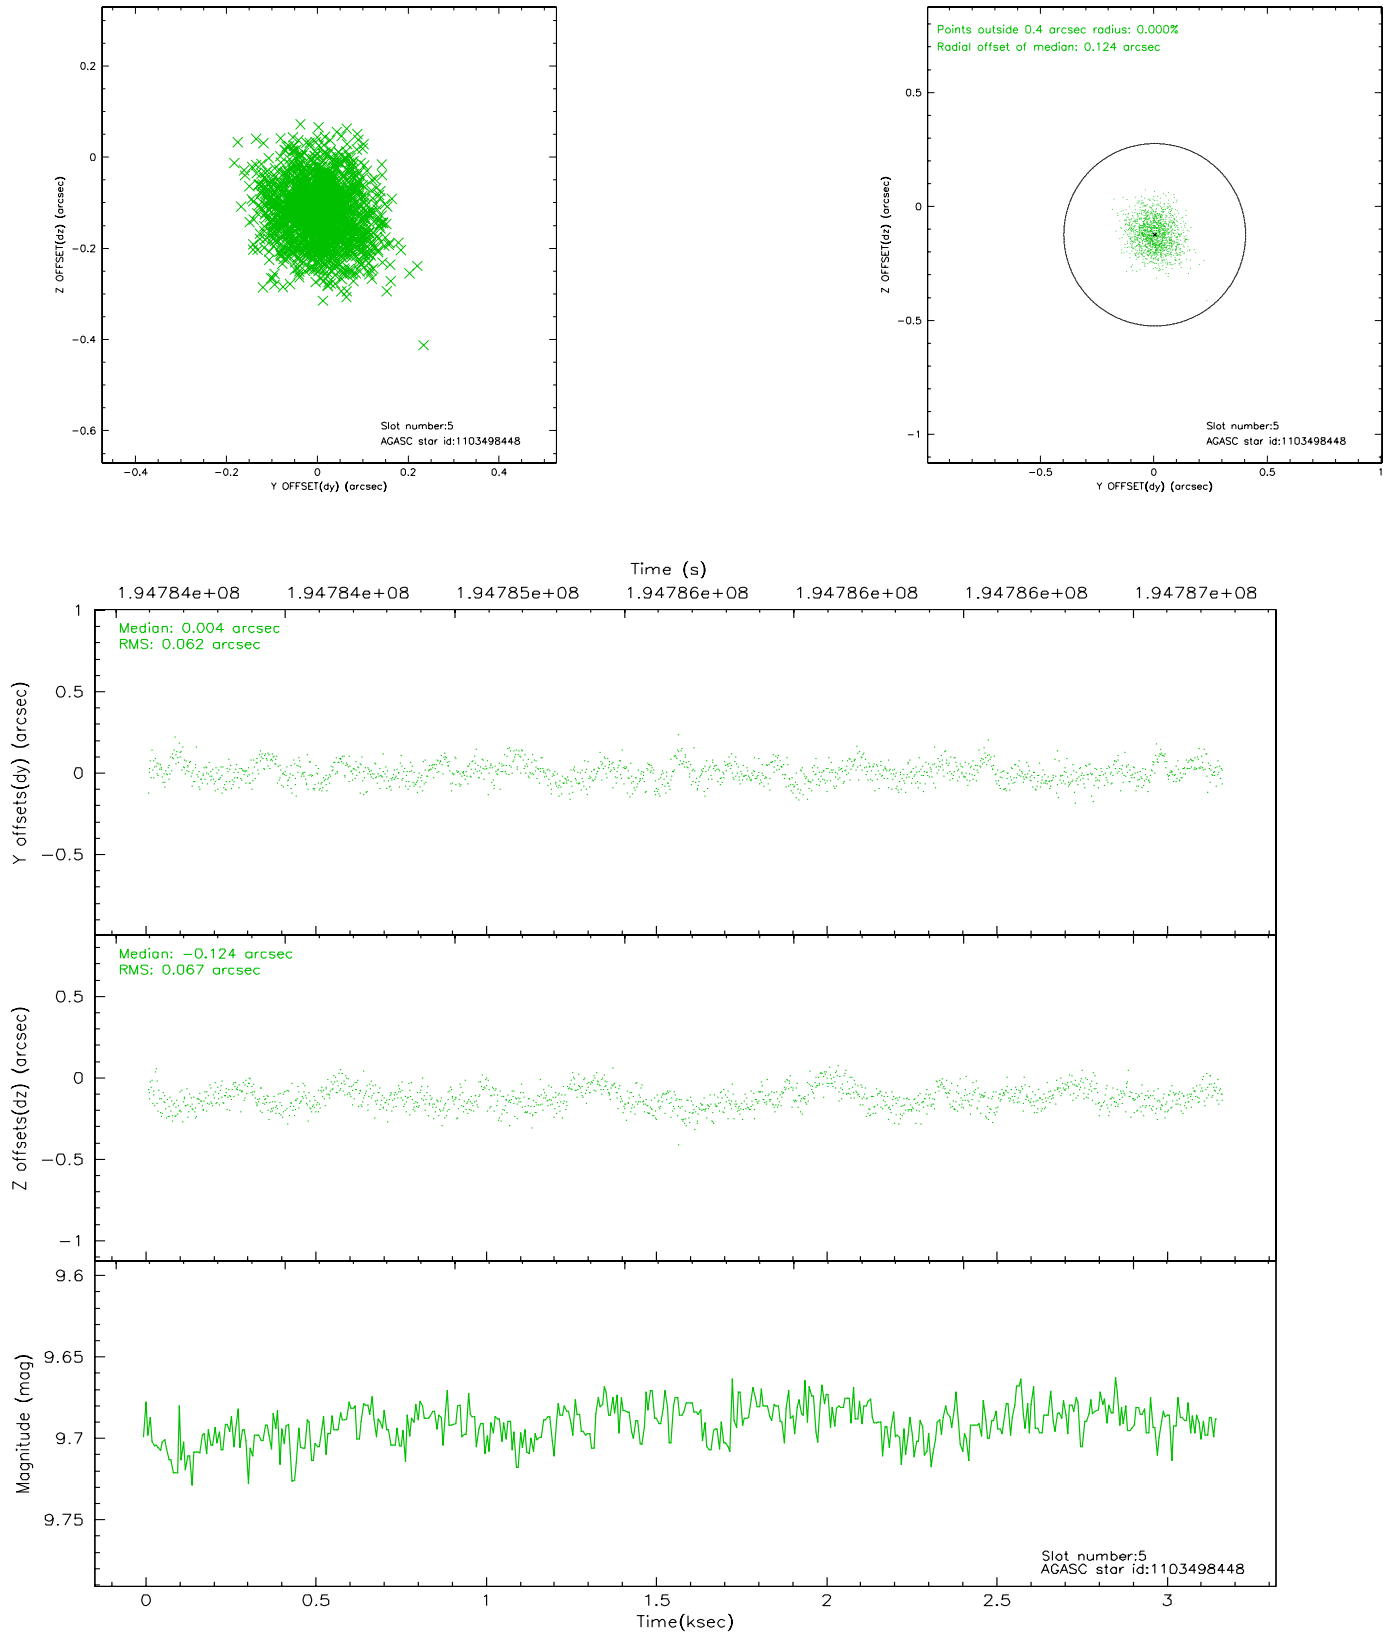 0.2
0
−0.2
−0.4
−0.6
Z OFFSET(dz) (arcsec)
Slot number:5
AGASC star id:1103498448
−0.4
−0.2
0
0.2
0.4
Y OFFSET(dy) (arcsec)
Points outside 0.4 arcsec radius: 0.000%
Radial offset of median: 0.124 arcsec
0.5
0
−0.5
−1
Z OFFSET(dz) (arcsec)
Slot number:5
AGASC star id:1103498448
−0.5
0
0.5
1
Y OFFSET(dy) (arcsec)
Time (s)
1.94784e+08
1.94784e+08
1.94785e+08
1.94786e+08
1.94786e+08
1.94786e+08
1.94787e+08
Median: 0.004 arcsec
RMS: 0.062 arcsec
1
0.5
0
−0.5
Y offsets(dy) (arcsec)
Median: −0.124 arcsec
RMS: 0.067 arcsec
0.5
0
−0.5
−1
Z offsets(dz) (arcsec)
9.6
9.65
9.7
9.75
Magnitude (mag)
Slot number:5
AGASC star id:1103498448
0
0.5
1
1.5
2
2.5
3
Time(ksec)